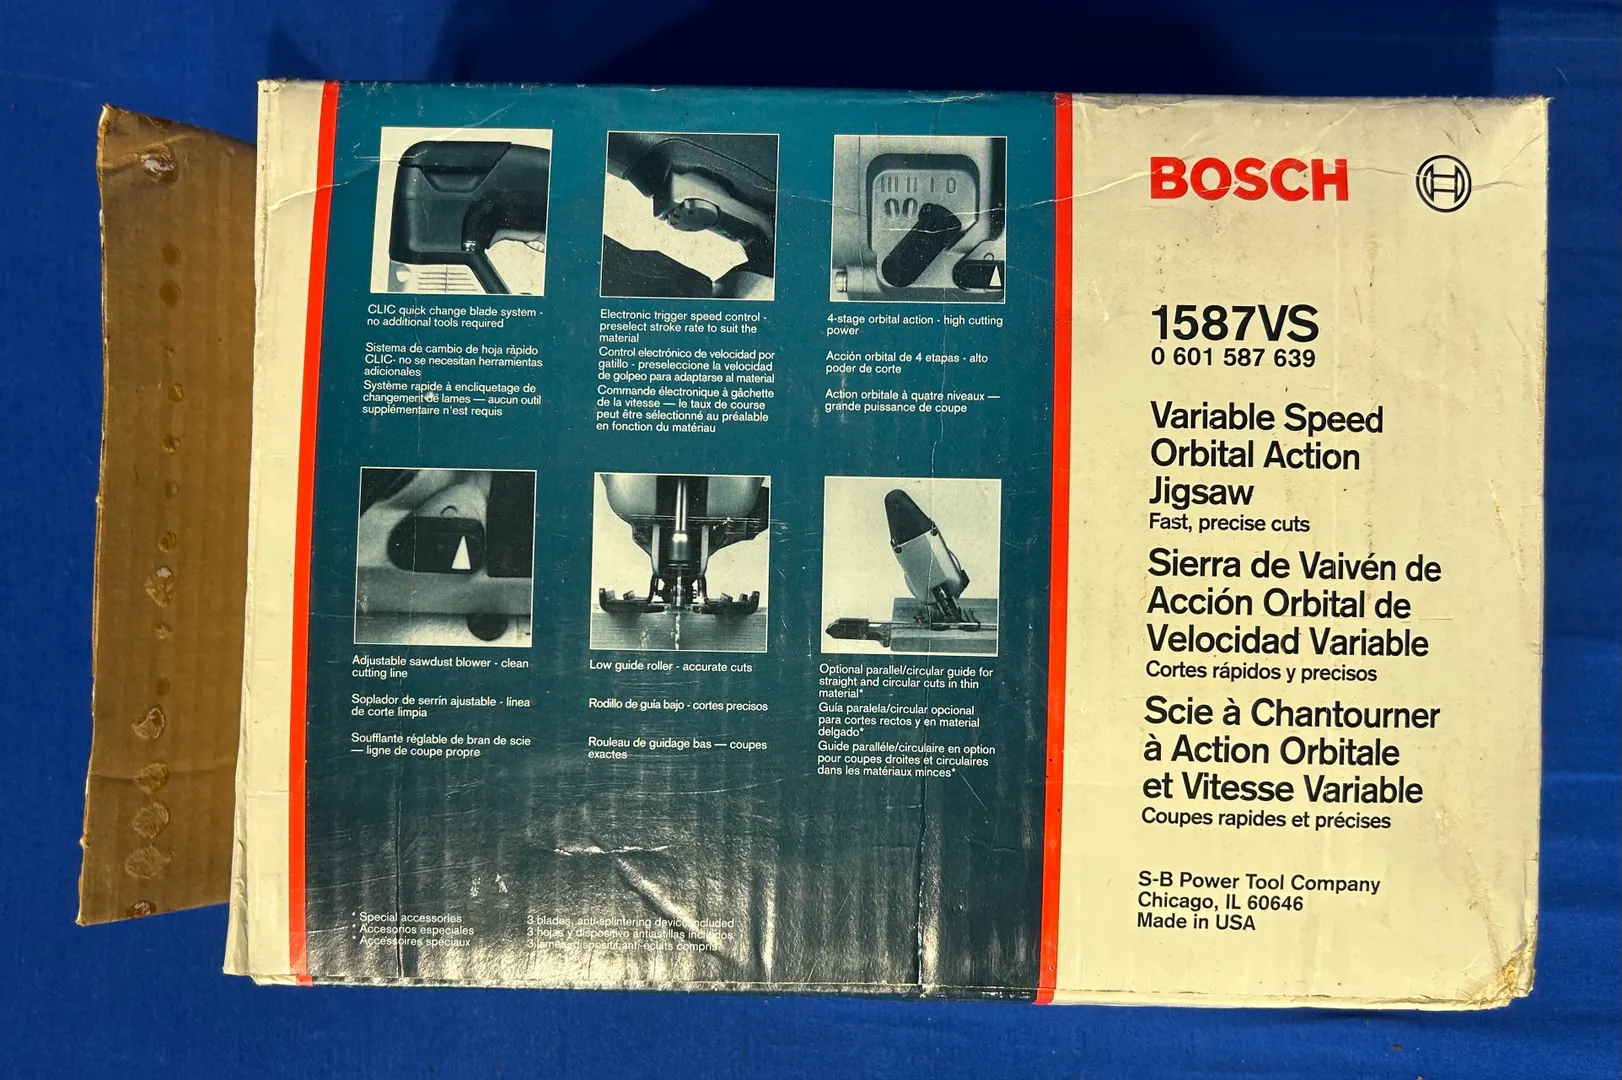 CLIC quick change blade system -
no additional tools required
Sistema de cambio de hoja rápido
CLIC- no se necesitan herramientas
adicionales
Système rapide à encliquetage de
changement de lames — aucun outil
supplémentaire n'est requis
Electronic trigger speed control -
preselect stroke rate to suit the
material
Control electrónico de velocidad por
gatillo - preseleccione la velocidad
de golpeo para adaptarse al material
Commande électronique à gâchette
de la vitesse — le taux de course
peut être sélectionné au préalable
en fonction du matériau
III II I O
4-stage orbital action - high cutting
power
Acción orbital de 4 etapas - alto
poder de corte
Action orbitale à quatre niveaux —
grande puissance de coupe
Adjustable sawdust blower - clean
cutting line
Soplador de serrín ajustable - línea
de corte limpia
Soufflante réglable de bran de scie
— ligne de coupe propre
Low guide roller - accurate cuts
Rodillo de guía bajo - cortes precisos
Rouleau de guidage bas — coupes
exactes
Optional parallel/circular guide for
straight and circular cuts in thin
material*
Guía paralela/circular opcional
para cortes rectos y en material
delgado*
Guide paralléle/circulaire en option
pour coupes droites et circulaires
dans les matériaux minces*
* Special accessories
* Accesorios especiales
* Accessoires spéciaux
3 blades, anti-splintering device included
3 hojas y dispositivo antiastillas incluidos
3 lames, dispositif anti-éclats compris
BOSCH
1587VS
0 601 587 639
Variable Speed
Orbital Action
Jigsaw
Fast, precise cuts
Sierra de Vaivén de
Acción Orbital de
Velocidad Variable
Cortes rápidos y precisos
Scie à Chantourner
à Action Orbitale
et Vitesse Variable
Coupes rapides et précises
S-B Power Tool Company
Chicago, IL 60646
Made in USA